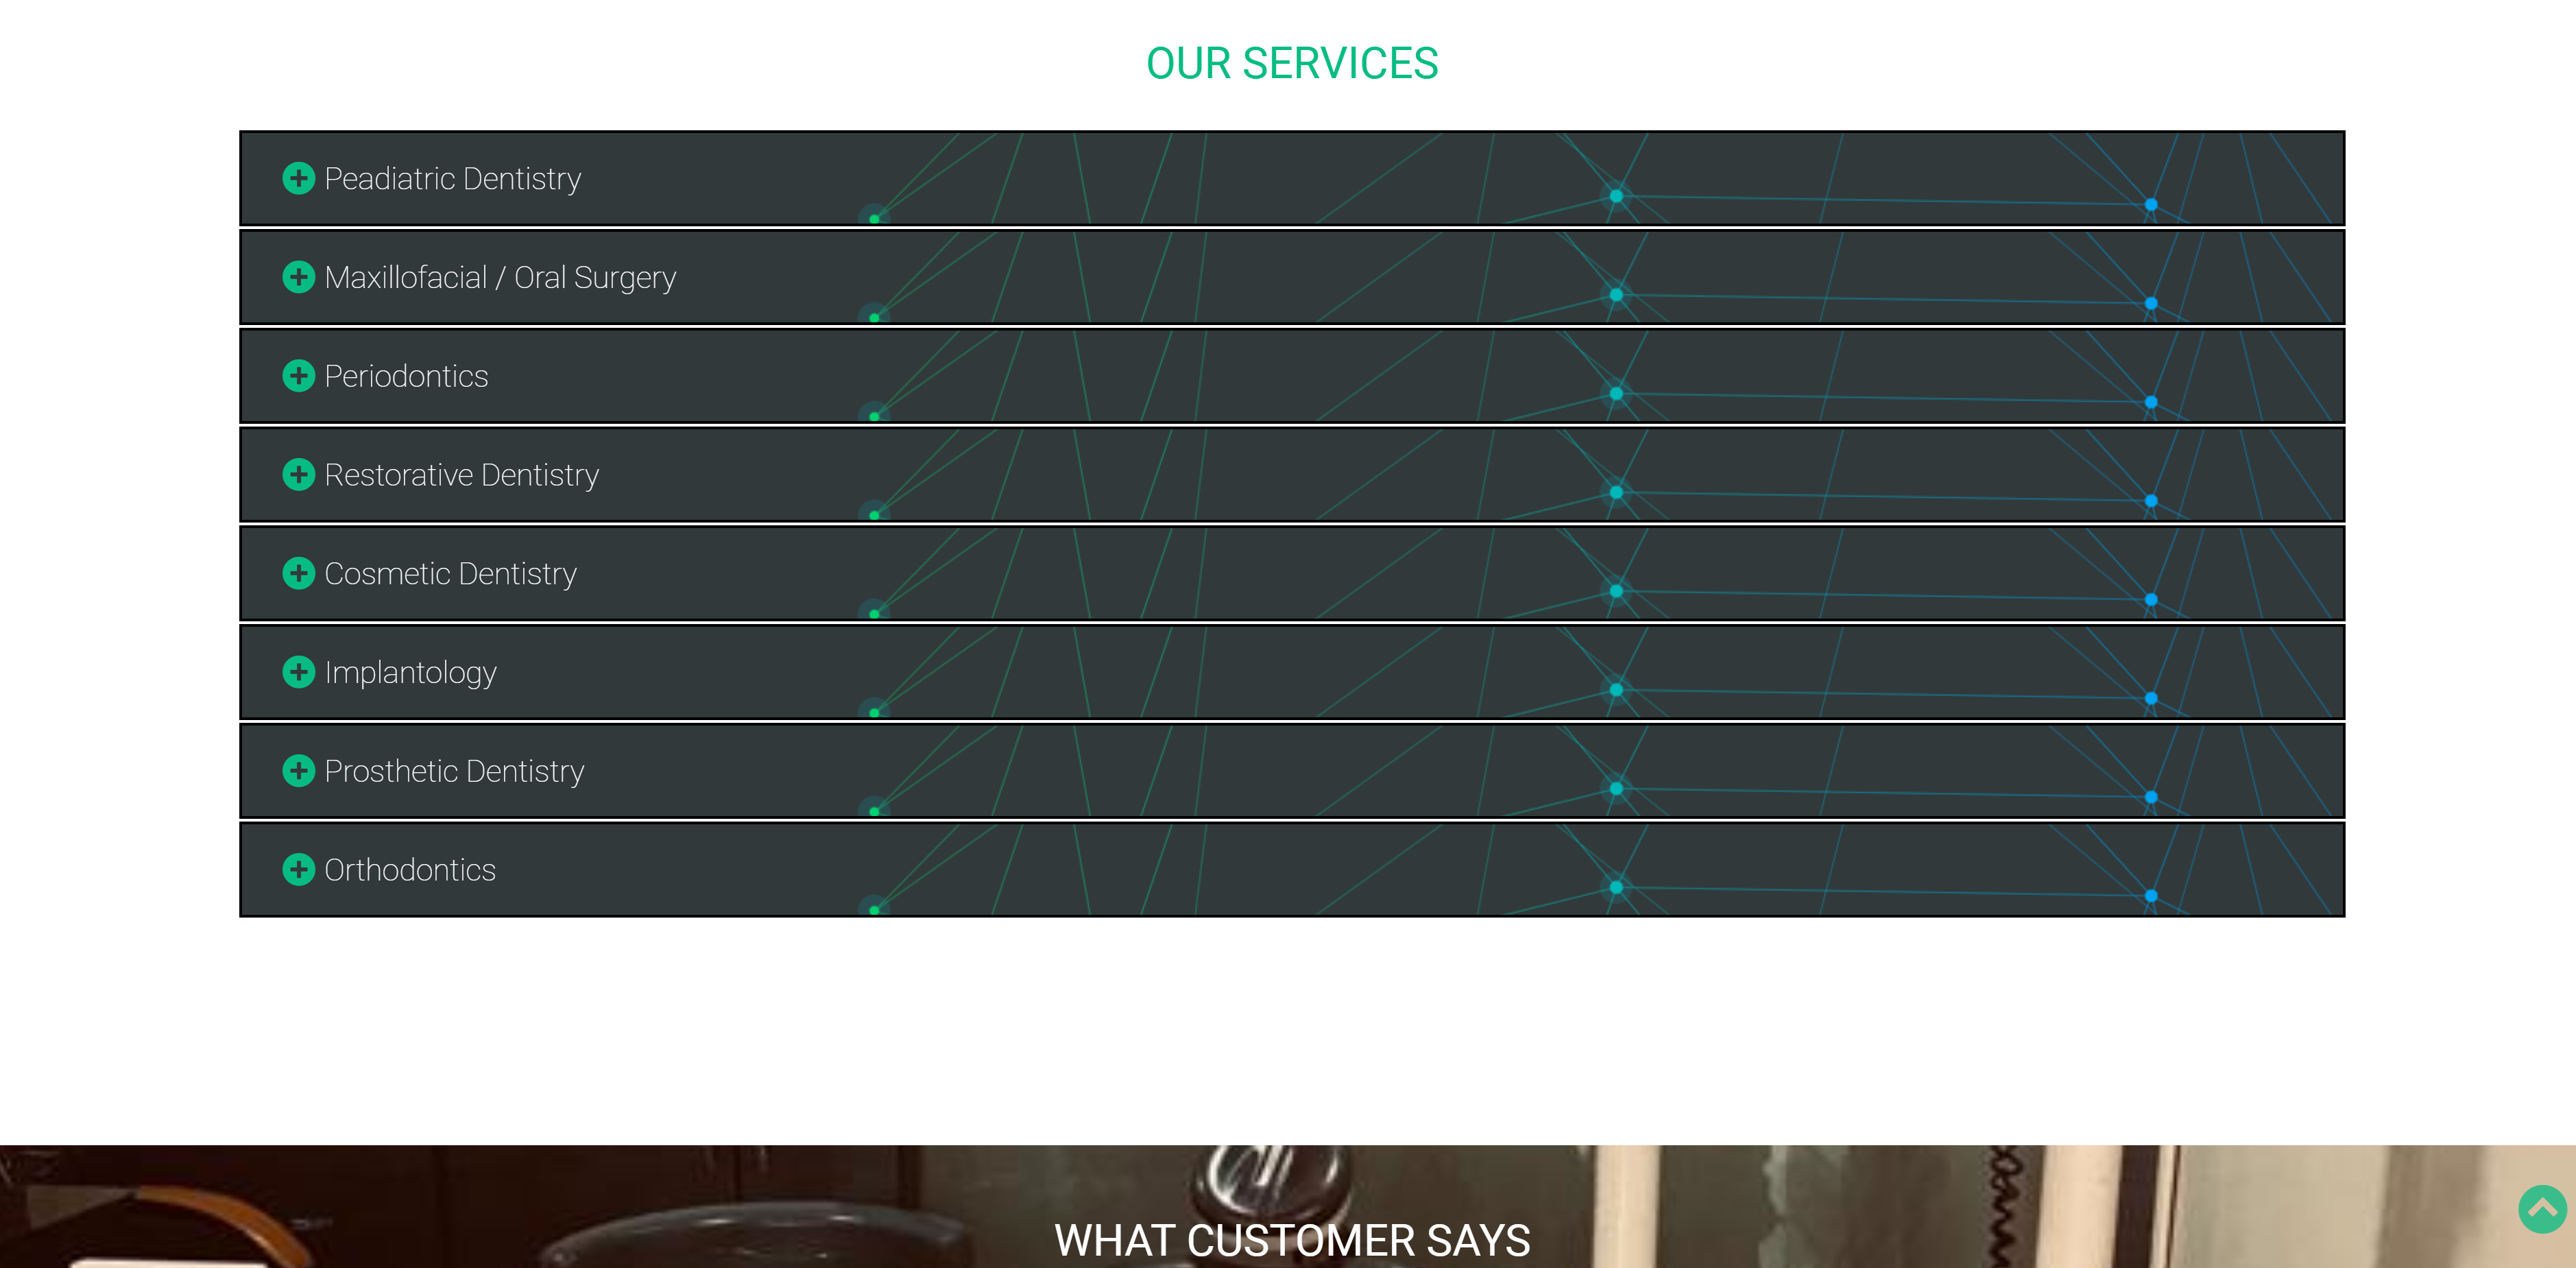 OUR SERVICES
Peadiatric Dentistry
Maxillofacial / Oral Surgery
Periodontics
Restorative Dentistry
Cosmetic Dentistry
Implantology
Prosthetic Dentistry
Orthodontics
WHAT CUSTOMER SAYS